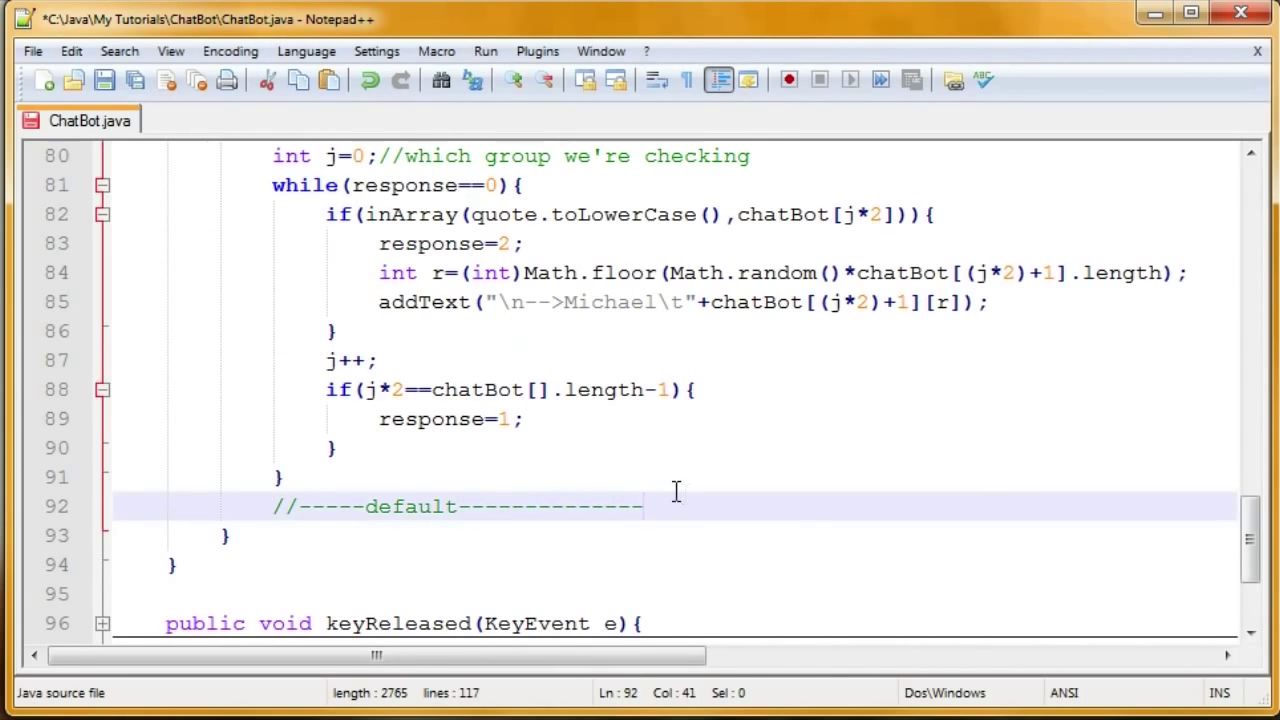 *C:\Java\My Tutorials\ChatBot\ChatBot.java - Notepad++
File Edit Search View Encoding Language Settings Macro Run Plugins Window ? X
ABC
ChatBot.java
80 int j=0;//which group we're checking
81 while(response==0){
82 if(inArray(quote.toLowerCase(),chatBot[j*2])){
83 response=2;
84 int r=(int)Math.floor(Math.random()*chatBot[(j*2)+1].length);
85 addText("\n-->Michael\t"+chatBot[(j*2)+1][r]);
86 }
87 j++;
88 if(j*2==chatBot[].length-1){
89 response=1;
90 }
91 }
92 //-----default--------------
93 }
94 }
95
96 public void keyReleased(KeyEvent e){
Java source file length : 2765 lines : 117 Ln : 92 Col : 41 Sel : 0 Dos\Windows ANSI INS